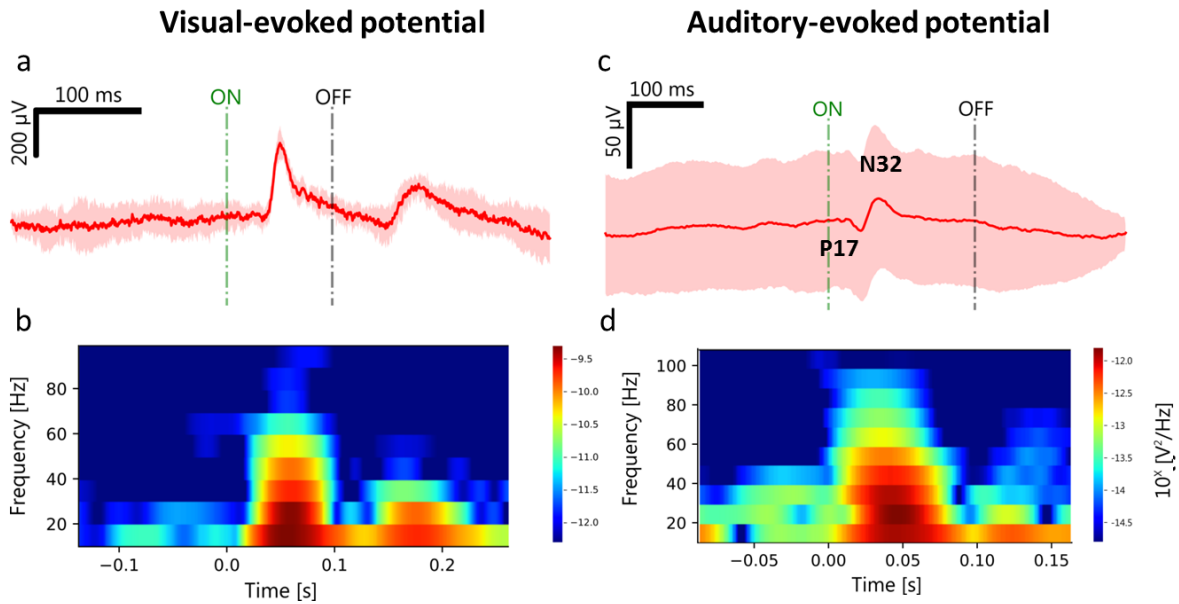 Visual-evoked potential
Auditory-evoked potential
a
100 ms
200 µV
ON
OFF
c
100 ms
50 µV
ON
OFF
N32
P17
b
Frequency [Hz]
80
60
40
20
−0.1
0.0
0.1
0.2
Time [s]
−9.5
−10.0
−10.5
−11.0
−11.5
−12.0
d
Frequency [Hz]
100
80
60
40
20
−0.05
0.00
0.05
0.10
0.15
Time [s]
−12.0
−12.5
−13.0
−13.5
−14.0
−14.5
10ˣ [V²/Hz]